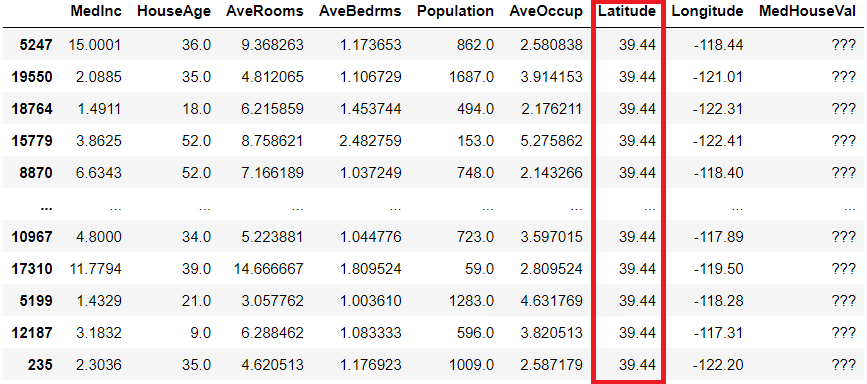 MedInc HouseAge AveRooms AveBedrms Population AveOccup Latitude Longitude MedHouseVal
5247 15.0001 36.0 9.368263 1.173653 862.0 2.580838 39.44 -118.44 ???
19550 2.0885 35.0 4.812065 1.106729 1687.0 3.914153 39.44 -121.01 ???
18764 1.4911 18.0 6.215859 1.453744 494.0 2.176211 39.44 -122.31 ???
15779 3.8625 52.0 8.758621 2.482759 153.0 5.275862 39.44 -122.41 ???
8870 6.6343 52.0 7.166189 1.037249 748.0 2.143266 39.44 -118.40 ???
... ... ... ... ... ... ... ... ... ...
10967 4.8000 34.0 5.223881 1.044776 723.0 3.597015 39.44 -117.89 ???
17310 11.7794 39.0 14.666667 1.809524 59.0 2.809524 39.44 -119.50 ???
5199 1.4329 21.0 3.057762 1.003610 1283.0 4.631769 39.44 -118.28 ???
12187 3.1832 9.0 6.288462 1.083333 596.0 3.820513 39.44 -117.31 ???
235 2.3036 35.0 4.620513 1.176923 1009.0 2.587179 39.44 -122.20 ???